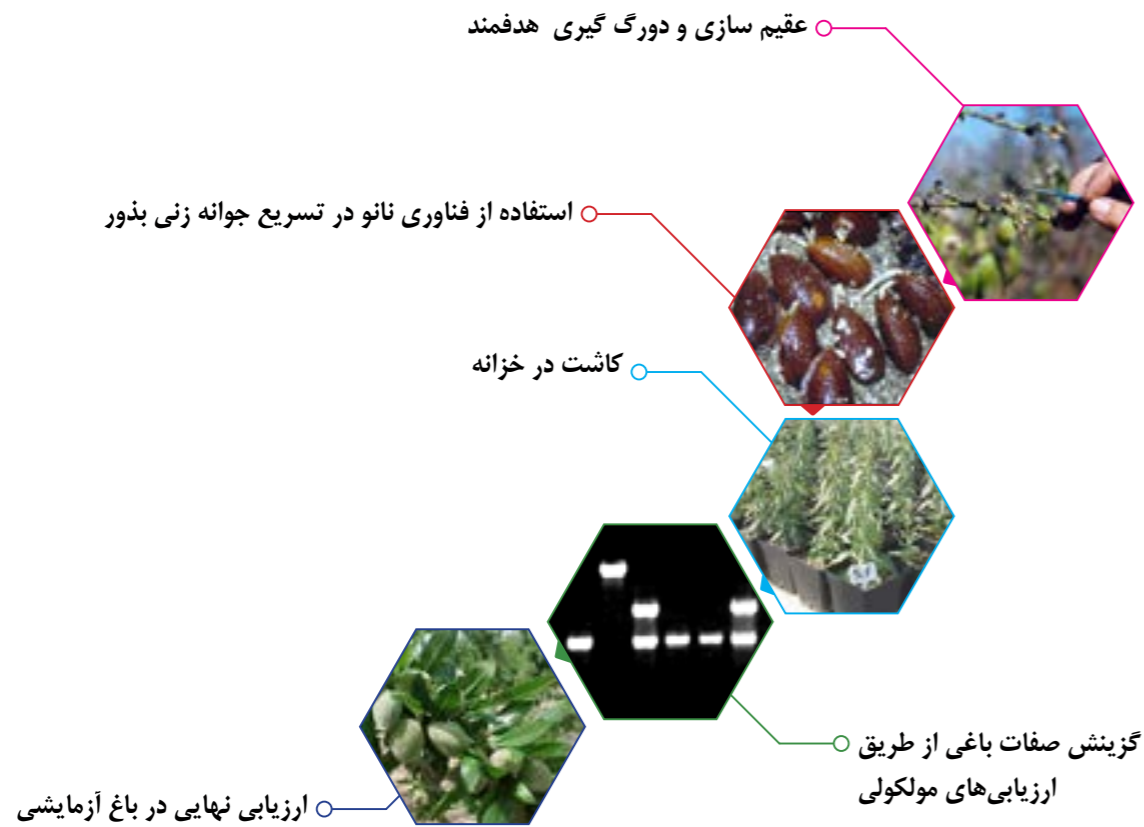 عقیم سازی و دورگ گیری هدفمند
استفاده از فناوری نانو در تسریع جوانه زنی بذور
کاشت در خزانه
گزینش صفات باغی از طریق
ارزیابی‌های مولکولی
ارزیابی نهایی در باغ آزمایشی